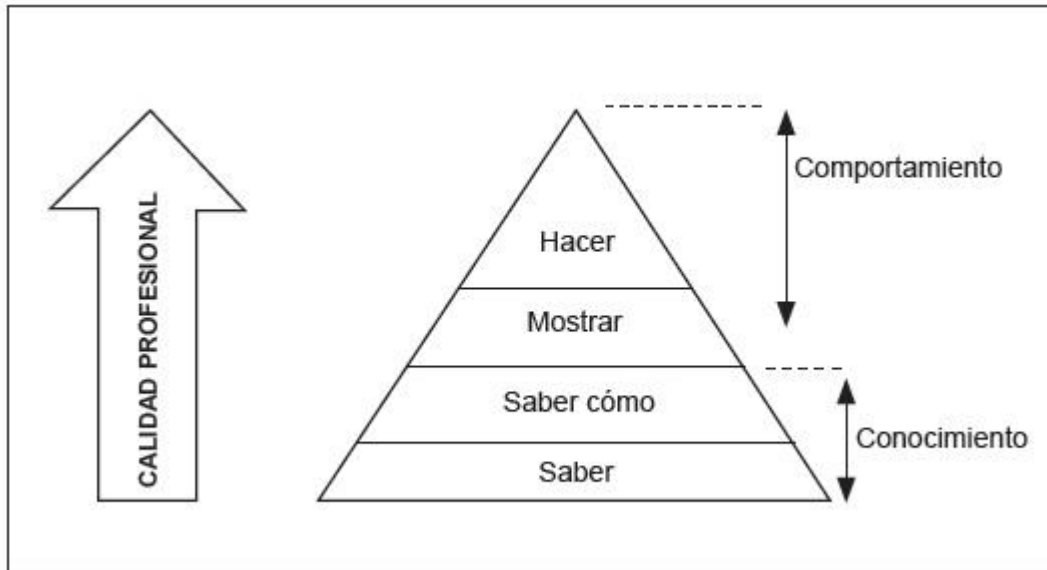 CALIDAD PROFESIONAL
Comportamiento
Hacer
Mostrar
Saber cómo
Conocimiento
Saber